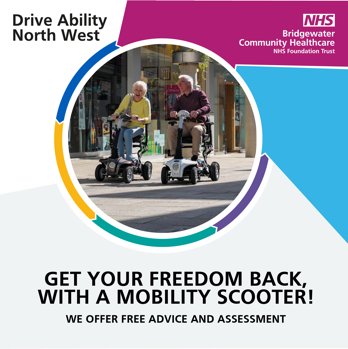 Drive Ability
North West
NHS
Bridgewater
Community Healthcare
NHS Foundation Trust
GET YOUR FREEDOM BACK,
WITH A MOBILITY SCOOTER!
WE OFFER FREE ADVICE AND ASSESSMENT